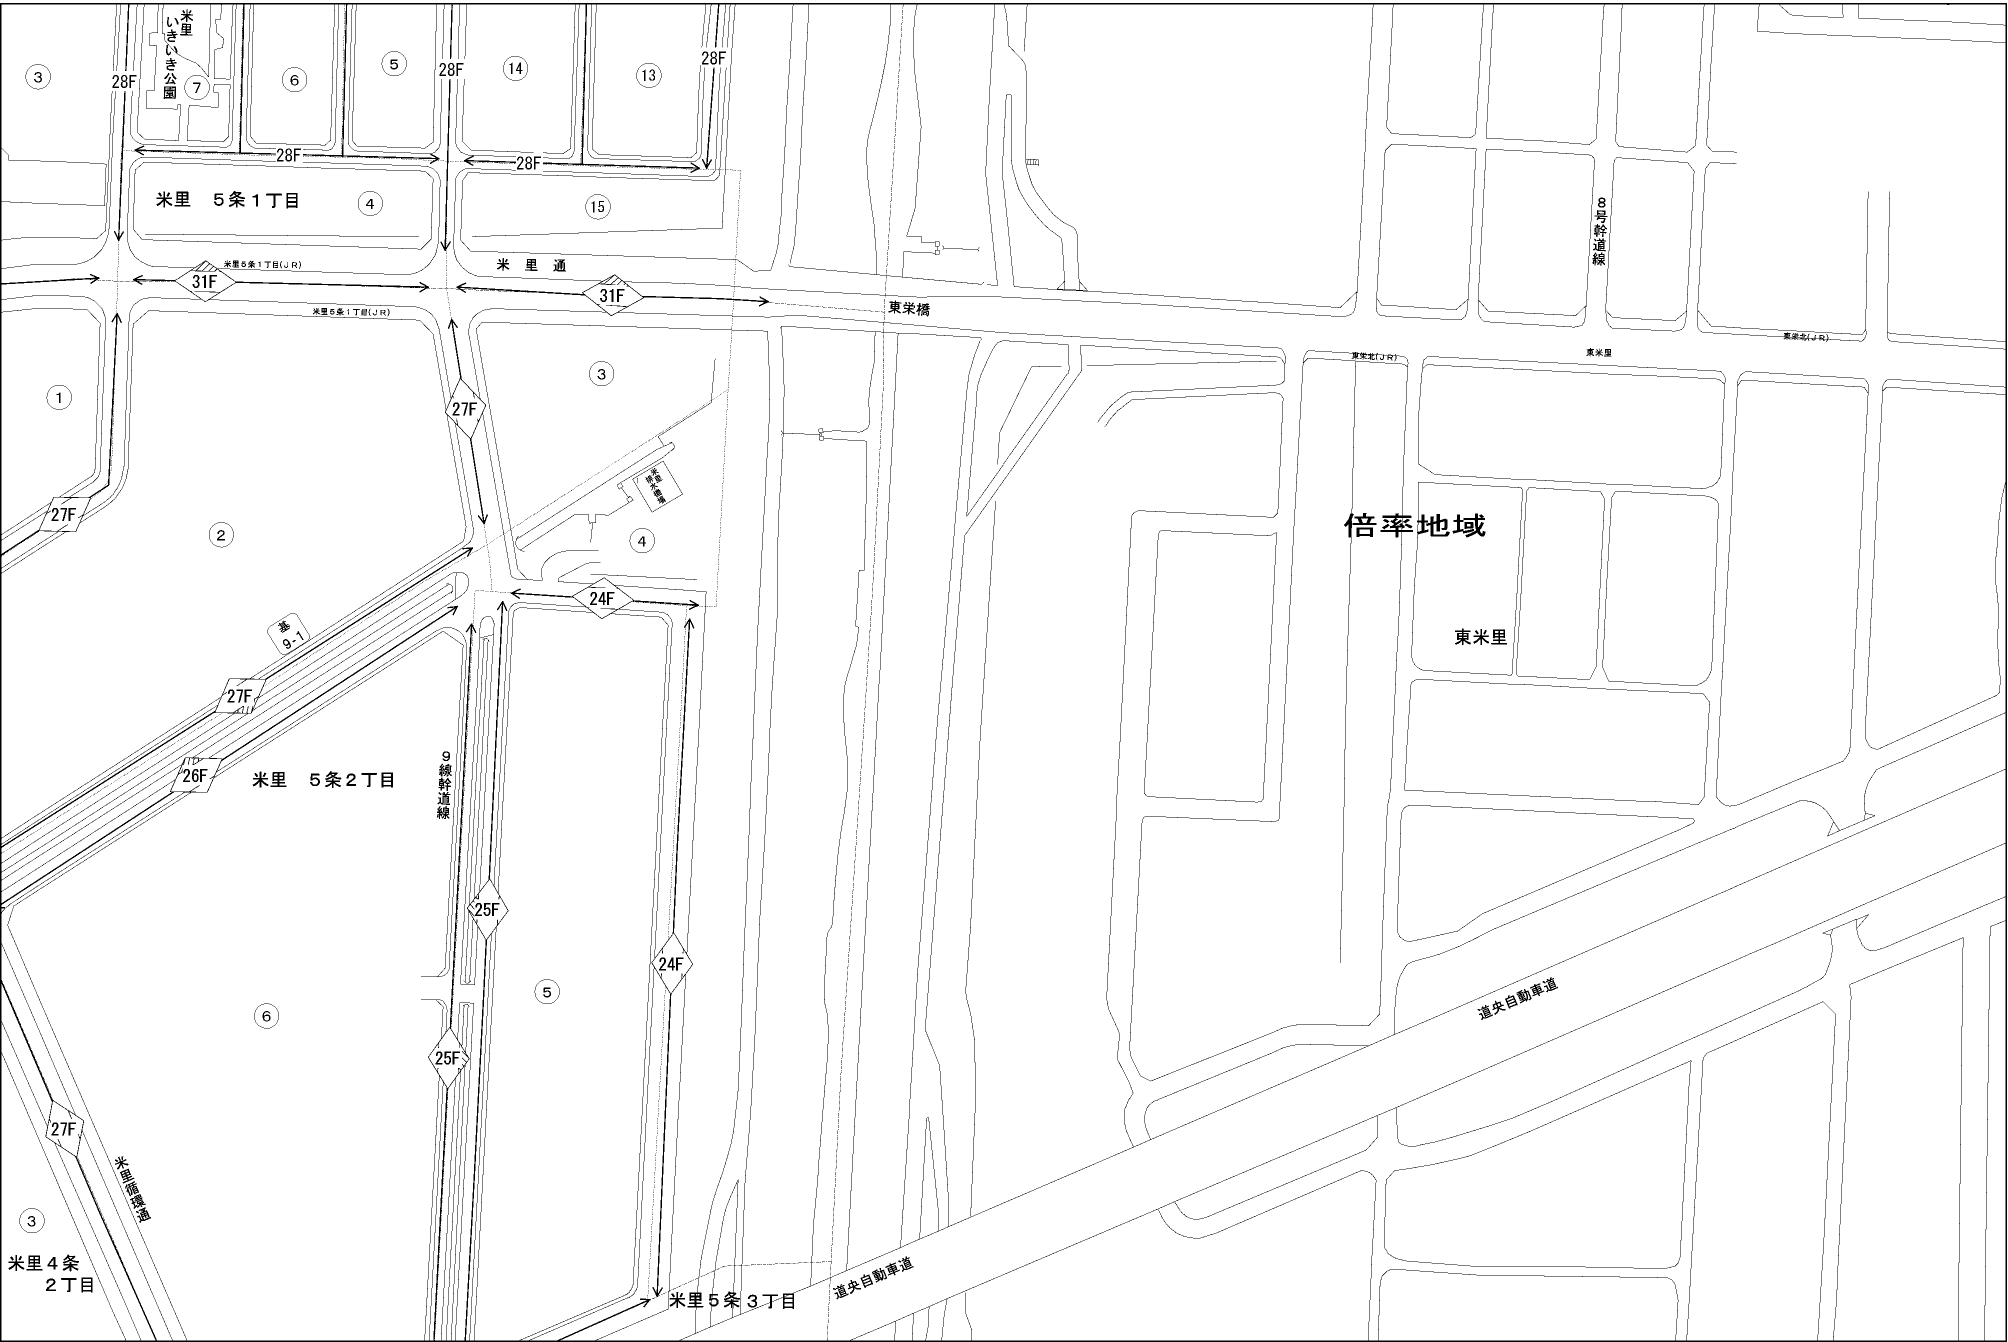 米里
いきいき公園
③
28F
⑦
⑥
⑤
28F
⑭
⑬
28F
28F
28F
米里 5条1丁目
④
⑮
8号幹道線
米里5条1丁目(JR)
米里通
31F
31F
東栄橋
米里5条1丁目(JR)
東栄北(JR)
東米里
東栄北(JR)
①
27F
③
米里排水機場
27F
②
④
倍率地域
24F
基
9-1
東米里
27F
26F
米里 5条2丁目
9線幹道線
25F
24F
⑤
⑥
25F
道央自動車道
27F
米里循環通
③
米里4条
2丁目
道央自動車道
米里5条3丁目